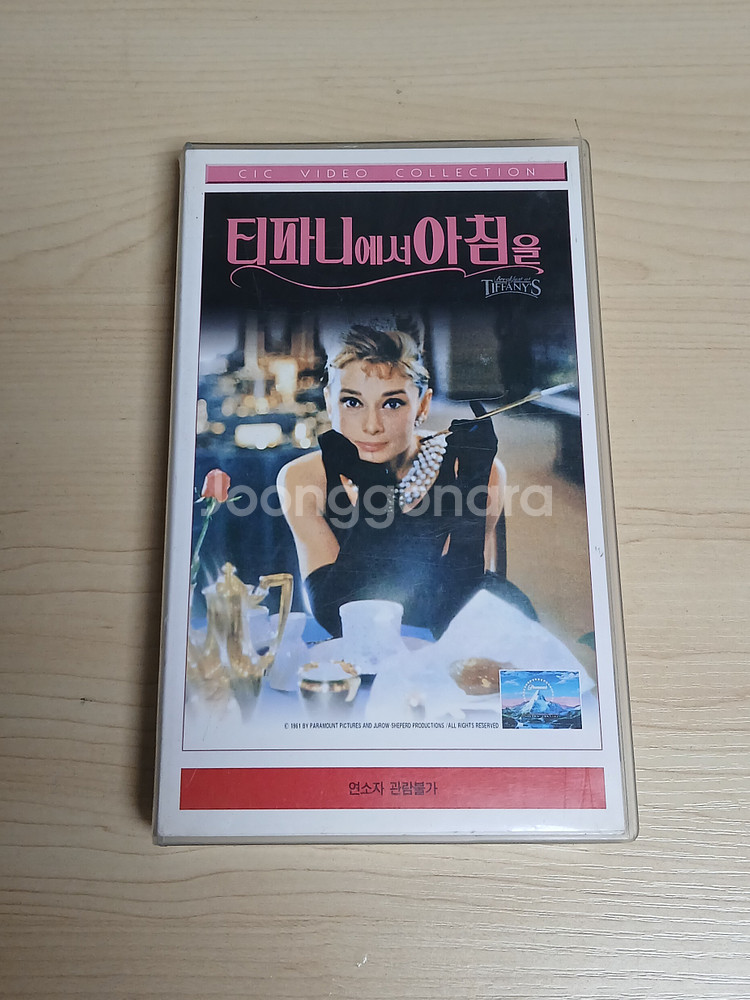 CIC VIDEO COLLECTION
티파니에서아침을
Breakfast at
TIFFANY'S
Joonggonara
Paramount
© 1961 BY PARAMOUNT PICTURES AND JUROW SHEPERD PRODUCTIONS /ALL RIGHTS RESERVED
연소자 관람불가